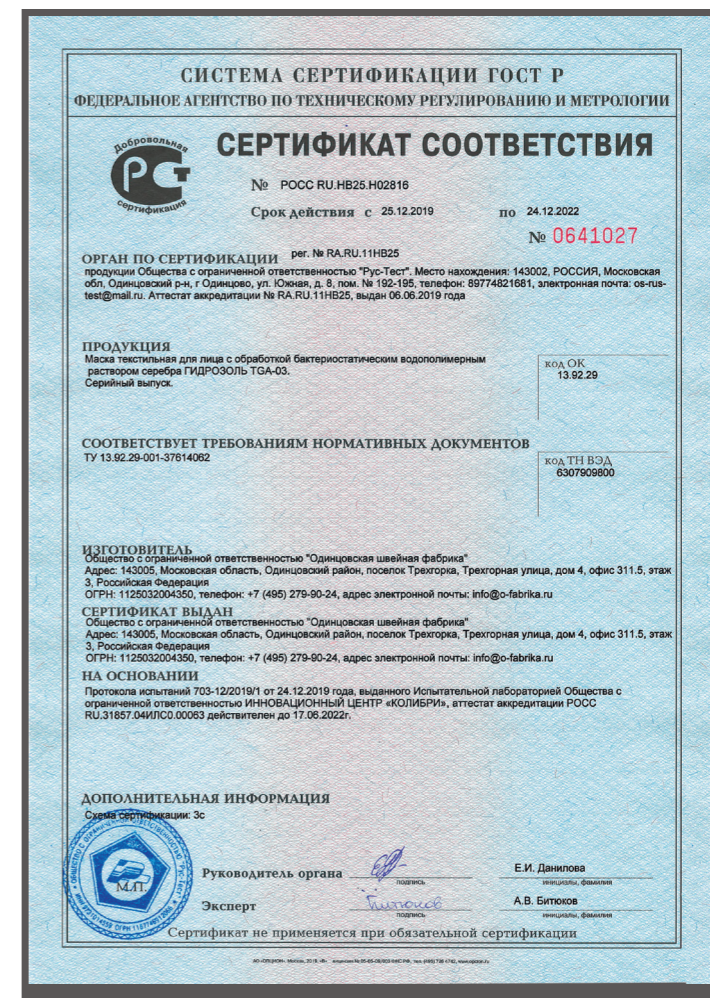 СИСТЕМА СЕРТИФИКАЦИИ ГОСТ Р
ФЕДЕРАЛЬНОЕ АГЕНТСТВО ПО ТЕХНИЧЕСКОМУ РЕГУЛИРОВАНИЮ И МЕТРОЛОГИИ
Добровольная
РСТ
сертификация
СЕРТИФИКАТ СООТВЕТСТВИЯ
№ РОСС RU.НВ25.Н02816
Срок действия с 25.12.2019 по 24.12.2022
№ 0641027
ОРГАН ПО СЕРТИФИКАЦИИ рег. № RA.RU.11НВ25
продукции Общества с ограниченной ответственностью "Рус-Тест". Место нахождения: 143002, РОССИЯ, Московская
обл, Одинцовский р-н, г Одинцово, ул. Южная, д. 8, пом. № 192-195, телефон: 89774821681, электронная почта: os-rus-
test@mail.ru. Аттестат аккредитации № RA.RU.11НВ25, выдан 06.06.2019 года
ПРОДУКЦИЯ
Маска текстильная для лица с обработкой бактериостатическим водополимерным
раствором серебра ГИДРОЗОЛЬ TGA-03.
Серийный выпуск.
код ОК
13.92.29
СООТВЕТСТВУЕТ ТРЕБОВАНИЯМ НОРМАТИВНЫХ ДОКУМЕНТОВ
ТУ 13.92.29-001-37614062
код ТН ВЭД
6307909800
ИЗГОТОВИТЕЛЬ
Общество с ограниченной ответственностью "Одинцовская швейная фабрика"
Адрес: 143005, Московская область, Одинцовский район, поселок Трехгорка, Трехгорная улица, дом 4, офис 311.5, этаж
3, Российская Федерация
ОГРН: 1125032004350, телефон: +7 (495) 279-90-24, адрес электронной почты: info@o-fabrika.ru
СЕРТИФИКАТ ВЫДАН
Общество с ограниченной ответственностью "Одинцовская швейная фабрика"
Адрес: 143005, Московская область, Одинцовский район, поселок Трехгорка, Трехгорная улица, дом 4, офис 311.5, этаж
3, Российская Федерация
ОГРН: 1125032004350, телефон: +7 (495) 279-90-24, адрес электронной почты: info@o-fabrika.ru
НА ОСНОВАНИИ
Протокола испытаний 703-12/2019/1 от 24.12.2019 года, выданного Испытательной лабораторией Общества с
ограниченной ответственностью ИННОВАЦИОННЫЙ ЦЕНТР «КОЛИБРИ», аттестат аккредитации РОСС
RU.31857.04ИЛС0.00063 действителен до 17.06.2022г.
ДОПОЛНИТЕЛЬНАЯ ИНФОРМАЦИЯ
Схема сертификации: 3с
ОБЩЕСТВО С ОГРАНИЧЕННОЙ ОТВЕТСТВЕННОСТЬЮ "Рус-Тест"
М.П.
Руководитель органа
подпись
Е.И. Данилова
инициалы, фамилия
Эксперт
Битюков
подпись
А.В. Битюков
инициалы, фамилия
Сертификат не применяется при обязательной сертификации